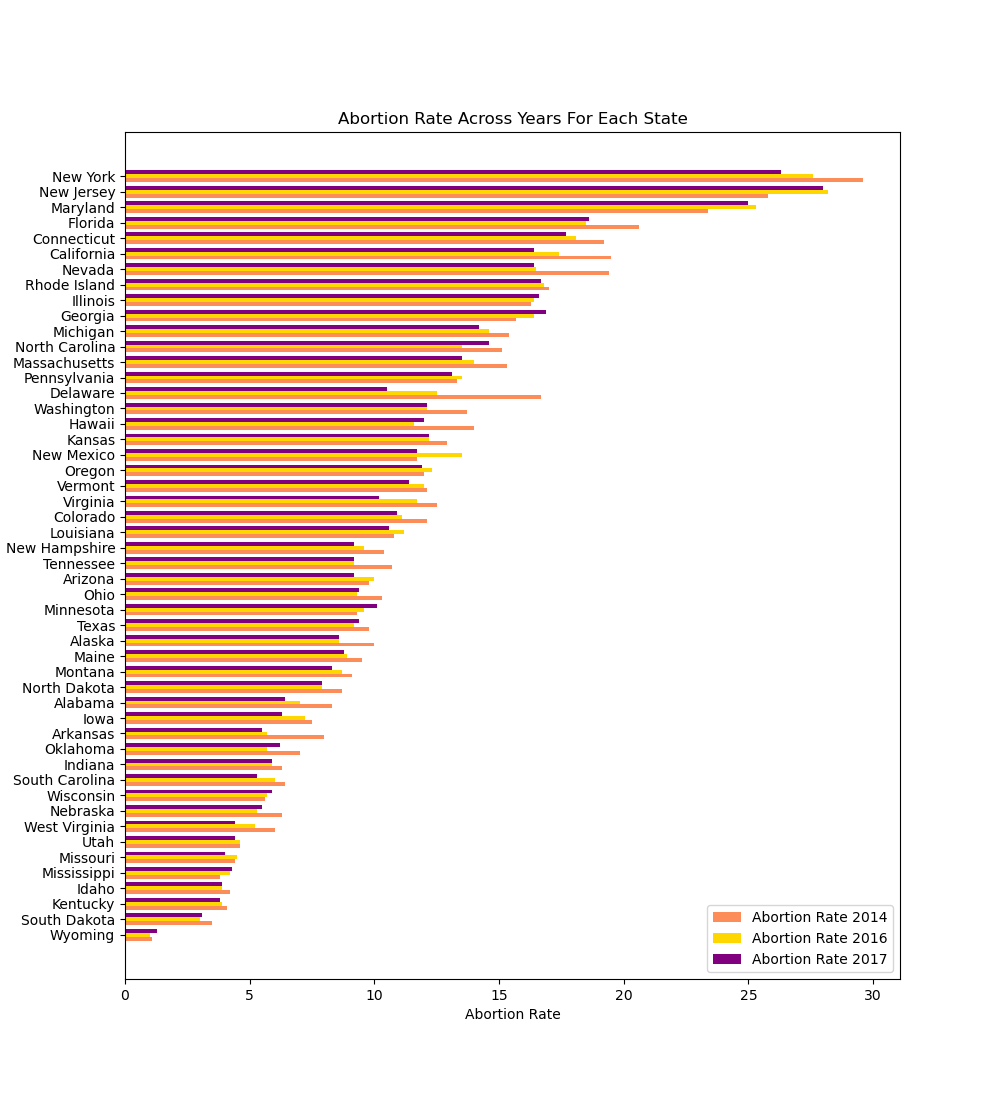 Abortion Rate Across Years For Each State
New York
New Jersey
Maryland
Florida
Connecticut
California
Nevada
Rhode Island
Illinois
Georgia
Michigan
North Carolina
Massachusetts
Pennsylvania
Delaware
Washington
Hawaii
Kansas
New Mexico
Oregon
Vermont
Virginia
Colorado
Louisiana
New Hampshire
Tennessee
Arizona
Ohio
Minnesota
Texas
Alaska
Maine
Montana
North Dakota
Alabama
Iowa
Arkansas
Oklahoma
Indiana
South Carolina
Wisconsin
Nebraska
West Virginia
Utah
Missouri
Mississippi
Idaho
Kentucky
South Dakota
Wyoming
Abortion Rate 2014
Abortion Rate 2016
Abortion Rate 2017
0 5 10 15 20 25 30
Abortion Rate